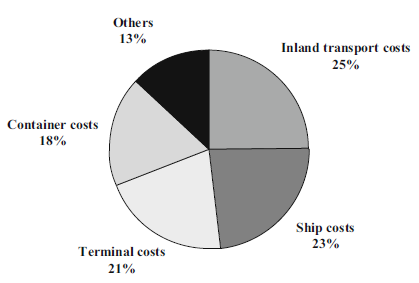 Others
13%
Inland transport costs
25%
Container costs
18%
Ship costs
23%
Terminal costs
21%